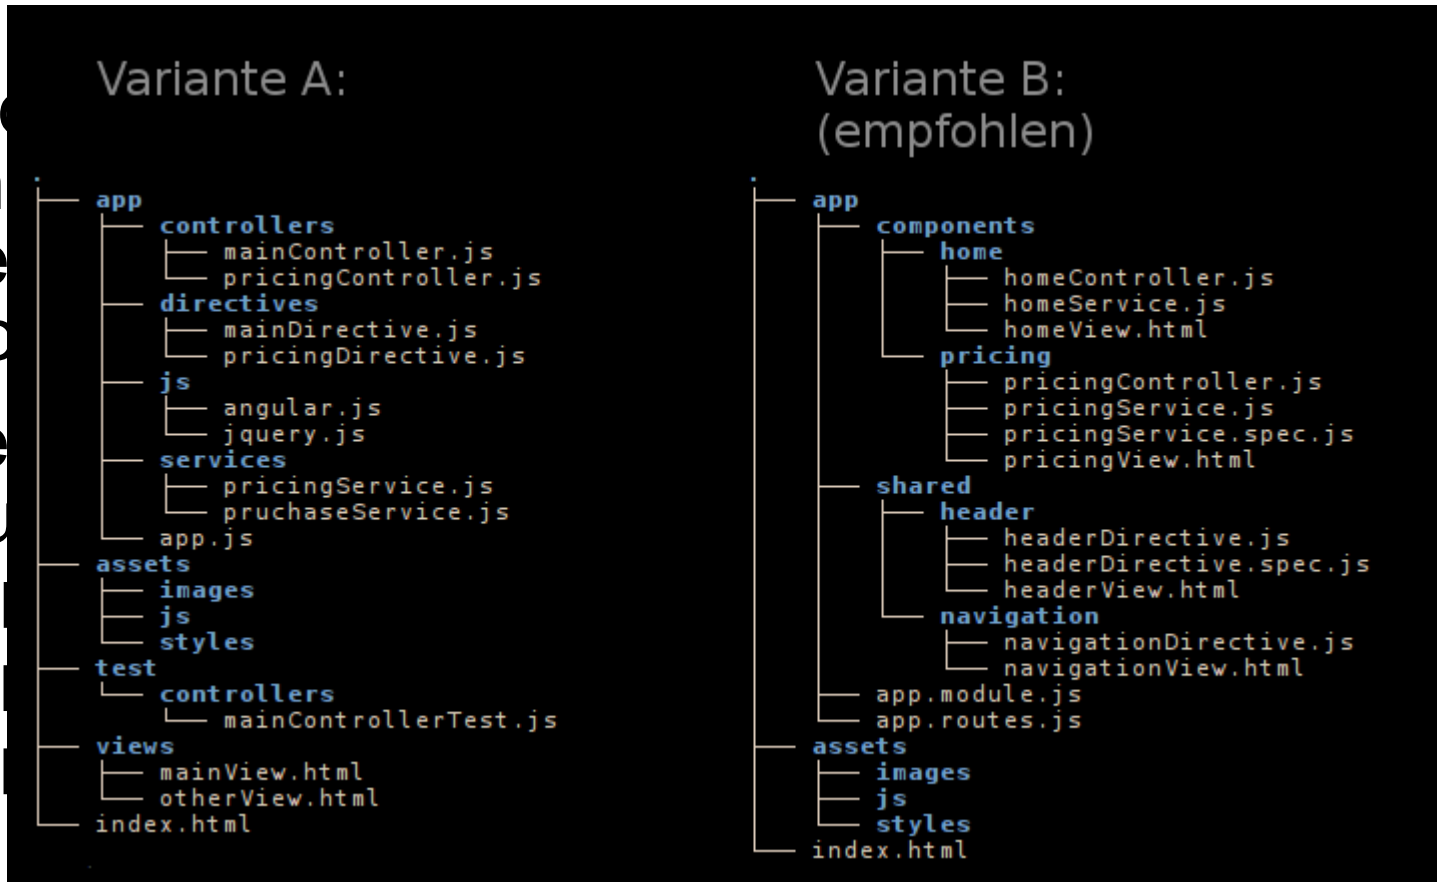 Variante A:
.
├── app
│   ├── controllers
│   │   ├── mainController.js
│   │   └── pricingController.js
│   ├── directives
│   │   ├── mainDirective.js
│   │   └── pricingDirective.js
│   ├── js
│   │   ├── angular.js
│   │   └── jquery.js
│   ├── services
│   │   ├── pricingService.js
│   │   └── pruchaseService.js
│   └── app.js
├── assets
│   ├── images
│   ├── js
│   └── styles
├── test
│   └── controllers
│       └── mainControllerTest.js
├── views
│   ├── mainView.html
│   └── otherView.html
└── index.html
Variante B:
(empfohlen)
.
├── app
│   ├── components
│   │   ├── home
│   │   │   ├── homeController.js
│   │   │   ├── homeService.js
│   │   │   └── homeView.html
│   │   └── pricing
│   │       ├── pricingController.js
│   │       ├── pricingService.js
│   │       ├── pricingService.spec.js
│   │       └── pricingView.html
│   ├── shared
│   │   ├── header
│   │   │   ├── headerDirective.js
│   │   │   ├── headerDirective.spec.js
│   │   │   └── headerView.html
│   │   └── navigation
│   │       ├── navigationDirective.js
│   │       └── navigationView.html
│   ├── app.module.js
│   └── app.routes.js
├── assets
│   ├── images
│   ├── js
│   └── styles
└── index.html